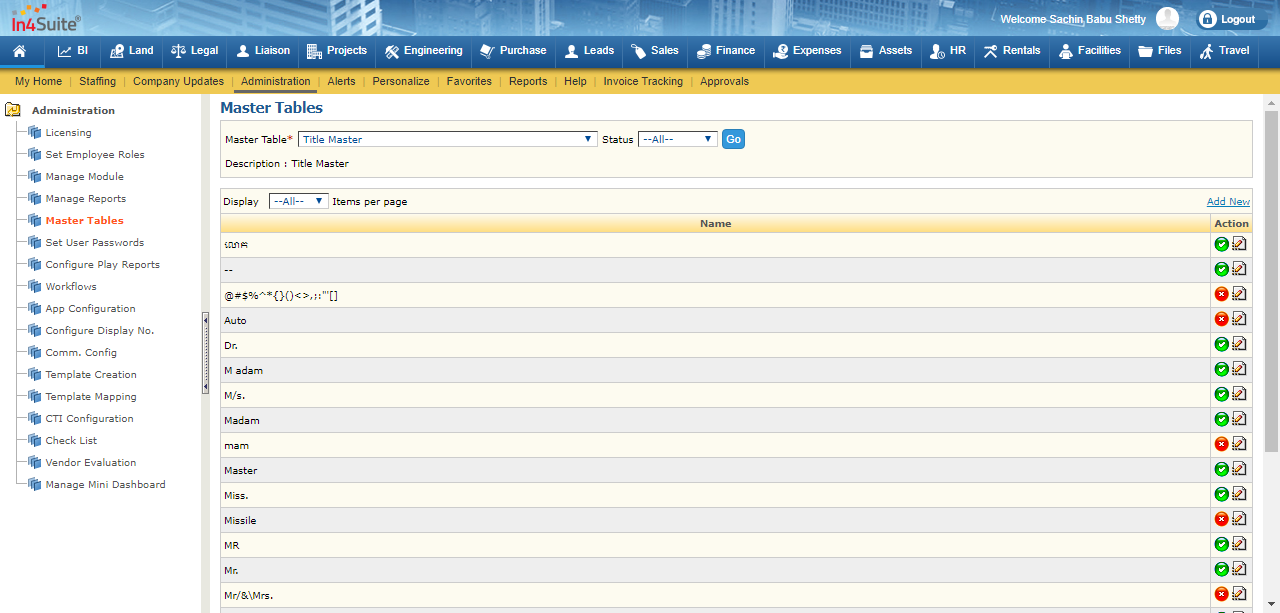 In4Suite®
Welcome Sachin Babu Shetty
Logout
BI Land Legal Liaison Projects Engineering Purchase Leads Sales Finance Expenses Assets HR Rentals Facilities Files Travel
My Home | Staffing | Company Updates | Administration | Alerts | Personalize | Favorites | Reports | Help | Invoice Tracking | Approvals
Administration
Licensing
Set Employee Roles
Manage Module
Manage Reports
Master Tables
Set User Passwords
Configure Play Reports
Workflows
App Configuration
Configure Display No.
Comm. Config
Template Creation
Template Mapping
CTI Configuration
Check List
Vendor Evaluation
Manage Mini Dashboard
Master Tables
Master Table* Title Master Status --All-- Go
Description : Title Master
Display --All-- Items per page Add New
Name Action
--
@#$%^*{}()<>,;:"'[]
Auto
Dr.
M adam
M/s.
Madam
mam
Master
Miss.
Missile
MR
Mr.
Mr/&\Mrs.